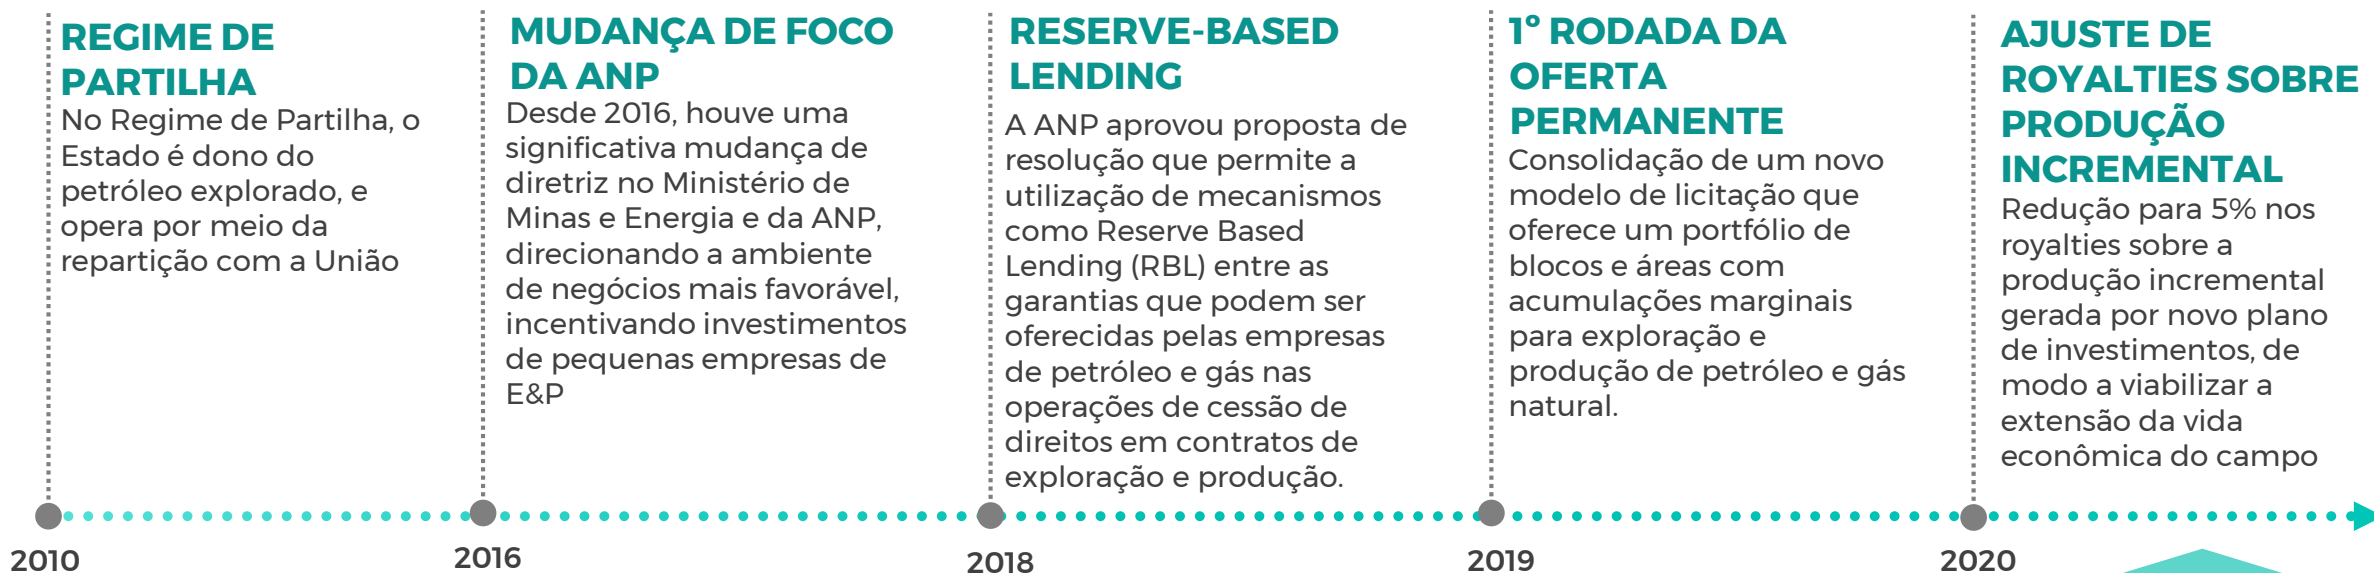 REGIME DE
PARTILHA
No Regime de Partilha, o
Estado é dono do
petróleo explorado, e
opera por meio da
repartição com a União
2010
MUDANÇA DE FOCO
DA ANP
Desde 2016, houve uma
significativa mudança de
diretriz no Ministério de
Minas e Energia e da ANP,
direcionando a ambiente
de negócios mais favorável,
incentivando investimentos
de pequenas empresas de
E&P
2016
RESERVE-BASED
LENDING
A ANP aprovou proposta de
resolução que permite a
utilização de mecanismos
como Reserve Based
Lending (RBL) entre as
garantias que podem ser
oferecidas pelas empresas
de petróleo e gás nas
operações de cessão de
direitos em contratos de
exploração e produção.
2018
1º RODADA DA
OFERTA
PERMANENTE
Consolidação de um novo
modelo de licitação que
oferece um portfólio de
blocos e áreas com
acumulações marginais
para exploração e
produção de petróleo e gás
natural.
2019
AJUSTE DE
ROYALTIES SOBRE
PRODUÇÃO
INCREMENTAL
Redução para 5% nos
royalties sobre a
produção incremental
gerada por novo plano
de investimentos, de
modo a viabilizar a
extensão da vida
econômica do campo
2020